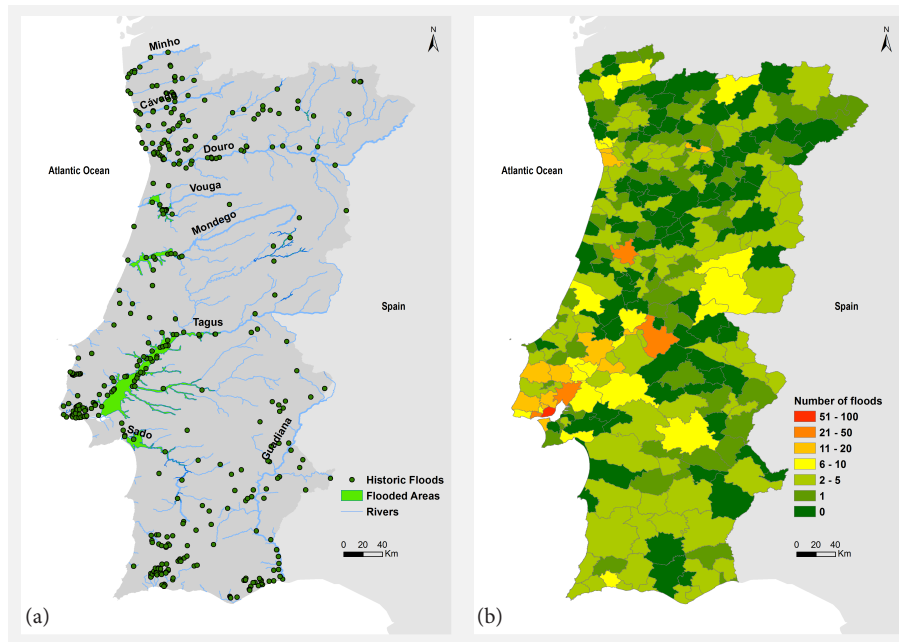 N
Minho
Cávado
Douro
Atlantic Ocean
Vouga
Mondego
Spain
Tagus
Sado
Guadiana
Historic Floods
Flooded Areas
Rivers
0 20 40
Km
(a)
N
Atlantic Ocean
Spain
Number of floods
51 - 100
21 - 50
11 - 20
6 - 10
2 - 5
1
0
0 20 40
Km
(b)